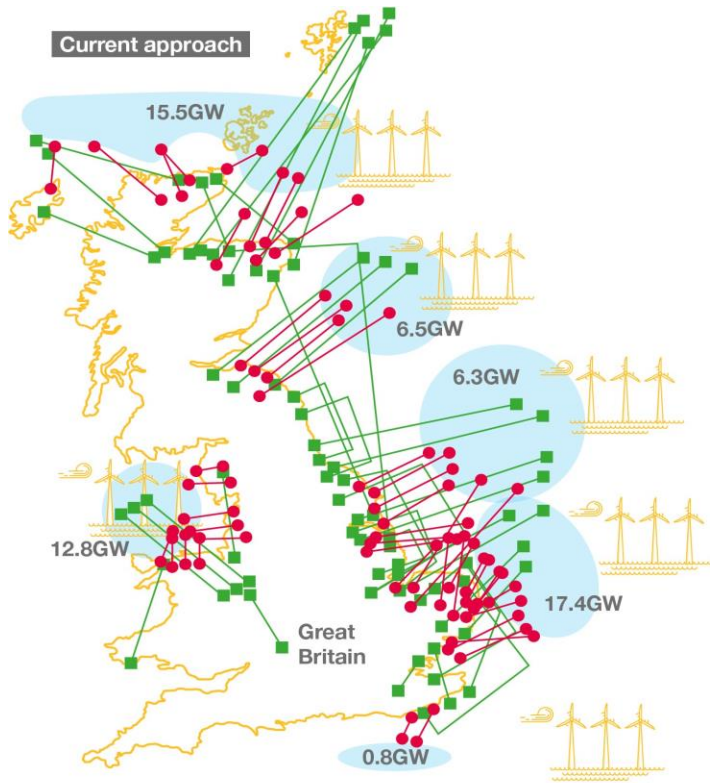 Current approach
15.5GW
6.5GW
6.3GW
12.8GW
17.4GW
Great
Britain
0.8GW